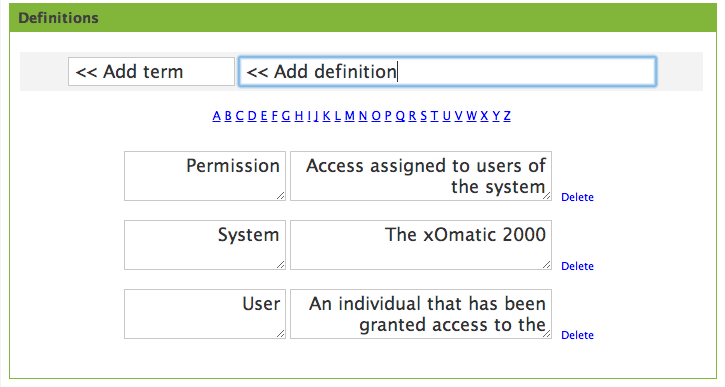 Definitions
<< Add term << Add definition
A B C D E F G H I J K L M N O P Q R S T U V W X Y Z
Permission Access assigned to users of
the system
Delete
System The xOmatic 2000
Delete
User An individual that has been
granted access to the
Delete